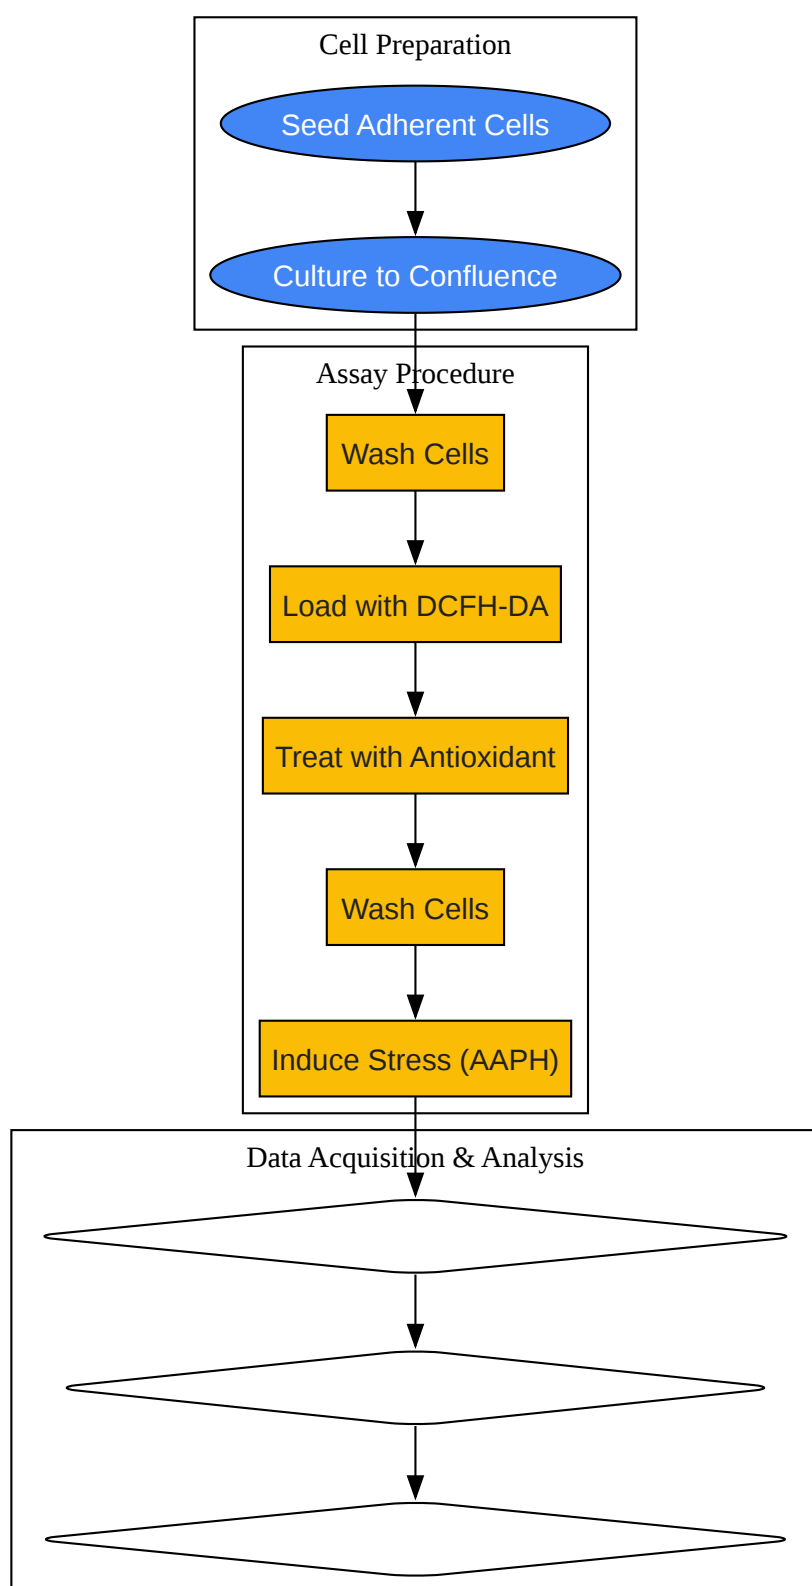 Cell Preparation
Seed Adherent Cells
Culture to Confluence
Assay Procedure
Wash Cells
Load with DCFH-DA
Treat with Antioxidant
Wash Cells
Induce Stress (AAPH)
Data Acquisition & Analysis